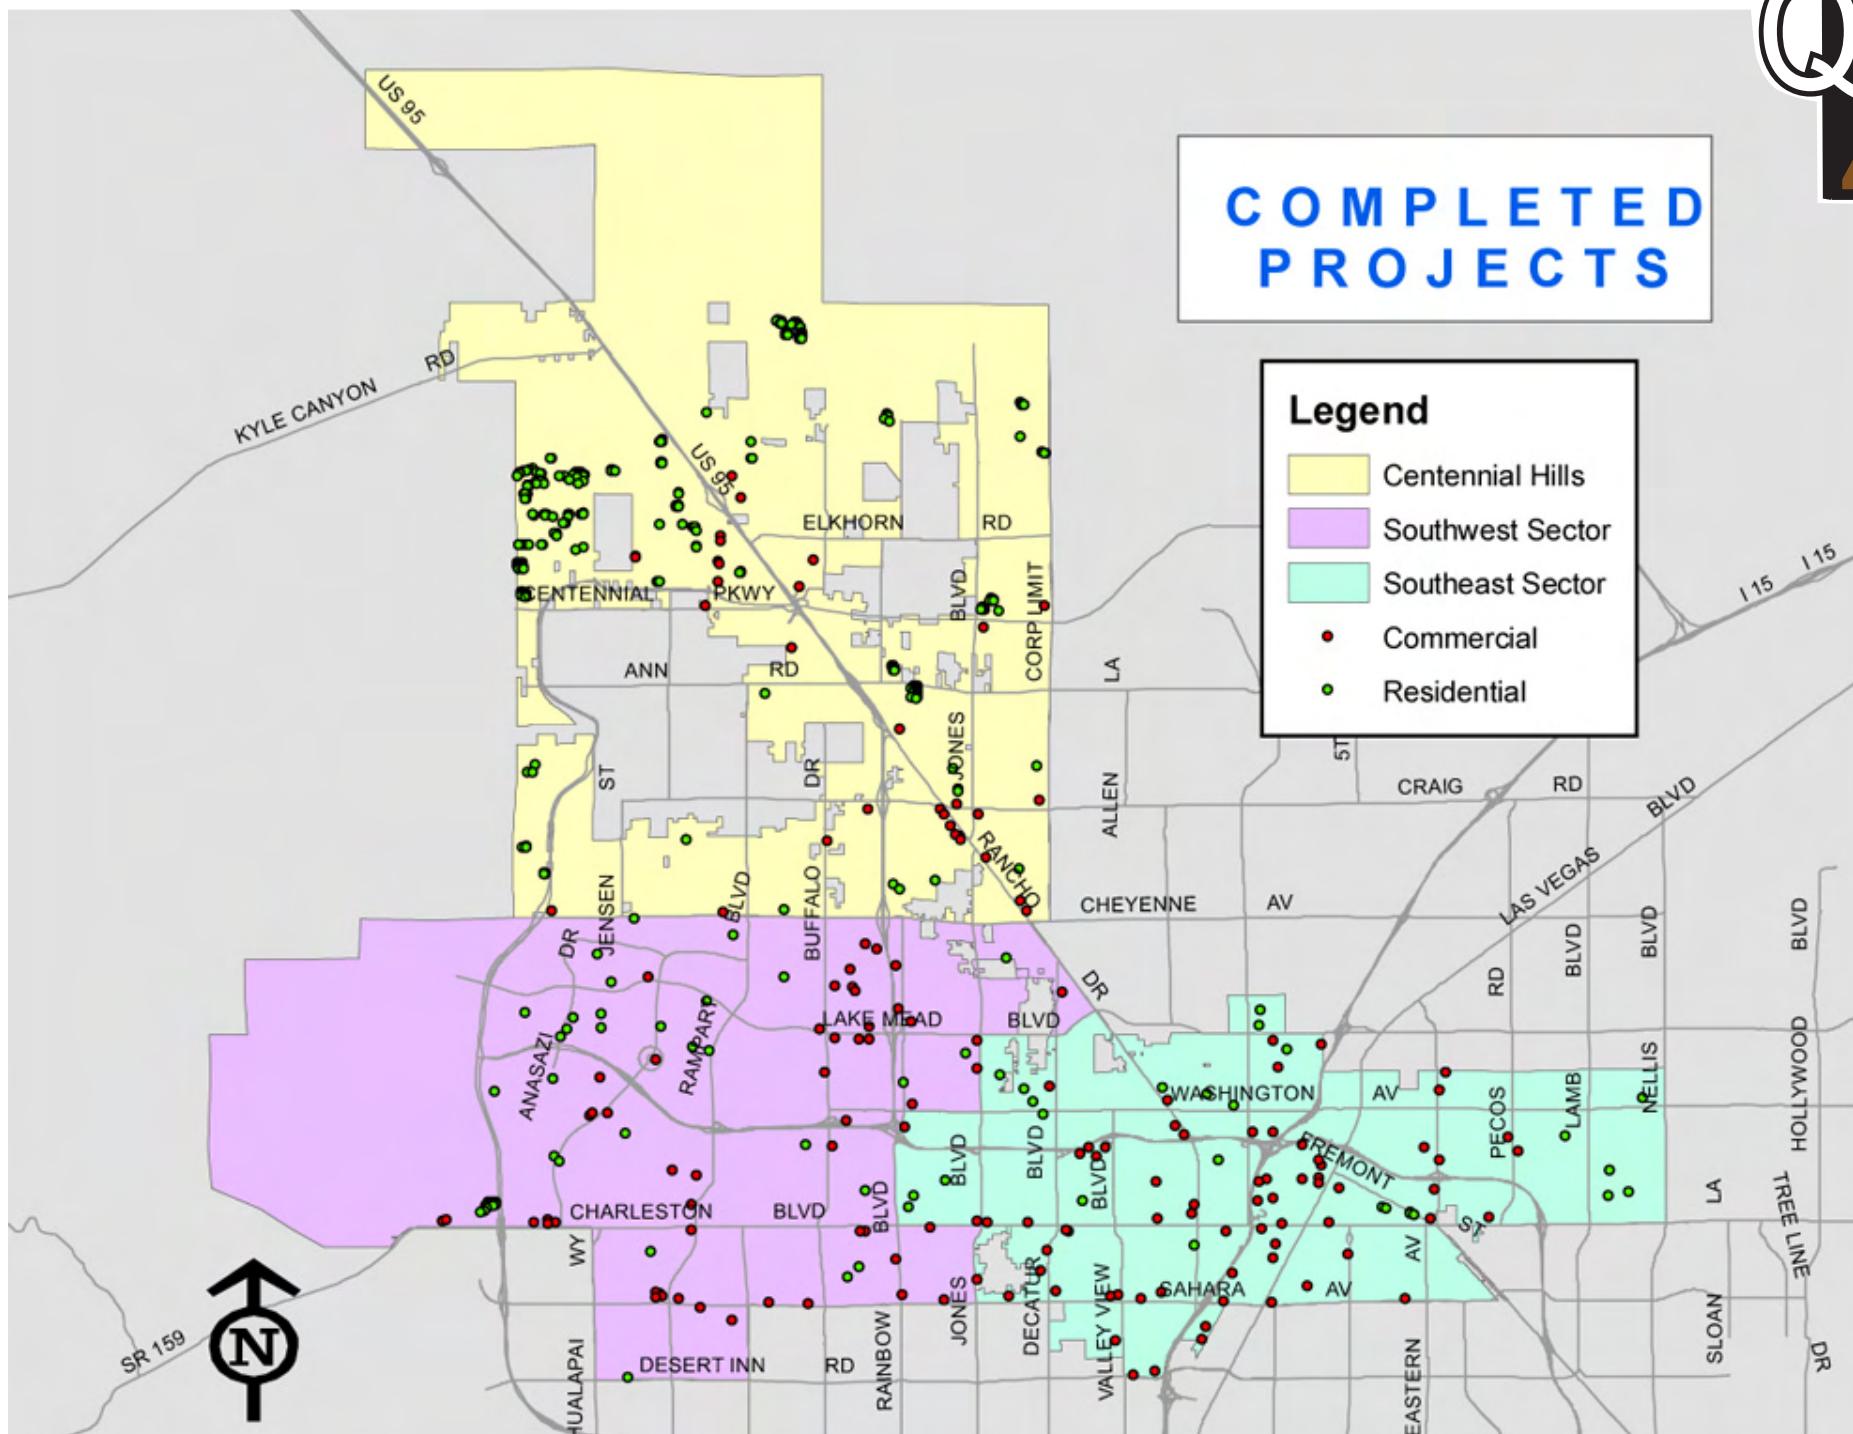 Q
COMPLETED
PROJECTS
US 95
Legend
Centennial Hills
Southwest Sector
Southeast Sector
Commercial
Residential
KYLE CANYON RD
US 95
ELKHORN RD
I 15
I 15
CENTENNIAL PKWY
BLVD
CORP LIMIT
ANN RD
LA
JONES
ST
DR
ALLEN
5T
CRAIG RD
BLVD
RANCHO
LAS VEGAS
JENSEN
BLVD
BUFFALO
CHEYENNE AV
DR
DR
RD
BLVD
BLVD
BLVD
LAKE MEAD BLVD
ANASAZI
RAMPART
WASHINGTON AV
PECOS
LAMB
NELLIS
HOLLYWOOD
BLVD
BLVD
BLVD
FREMONT
CHARLESTON BLVD
BLVD
ST
LA
TREE LINE
WY
AV
SAHARA AV
JONES
DECATUR
VALLEY VIEW
SR 159
N
HUALAPAI
DESERT INN RD
RAINBOW
EASTERN
SLOAN
DR